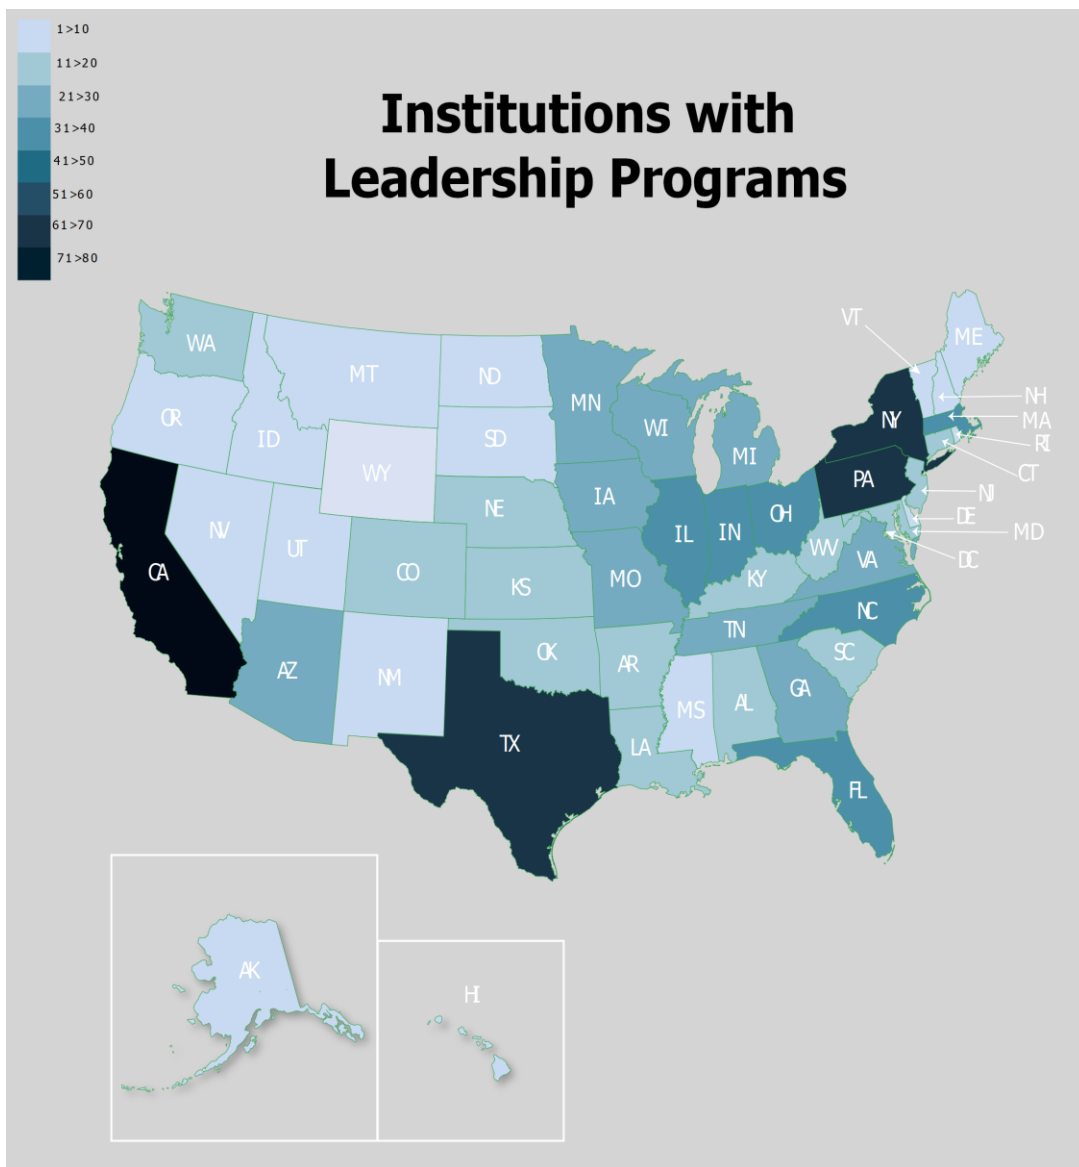 1>10
11>20
21>30
31>40
41>50
51>60
61>70
71>80
Institutions with
Leadership Programs
VT
ME
WA
MT
ND
MN
NH
OR
NY
MA
WI
ID
SD
RI
MI
WY
CT
PA
NJ
NE
IA
OH
DE
NV
IL
IN
MD
UT
WV
CA
CO
VA
DC
KS
MO
KY
NC
TN
OK
SC
AZ
NM
AR
GA
MS
AL
TX
LA
FL
AK
HI